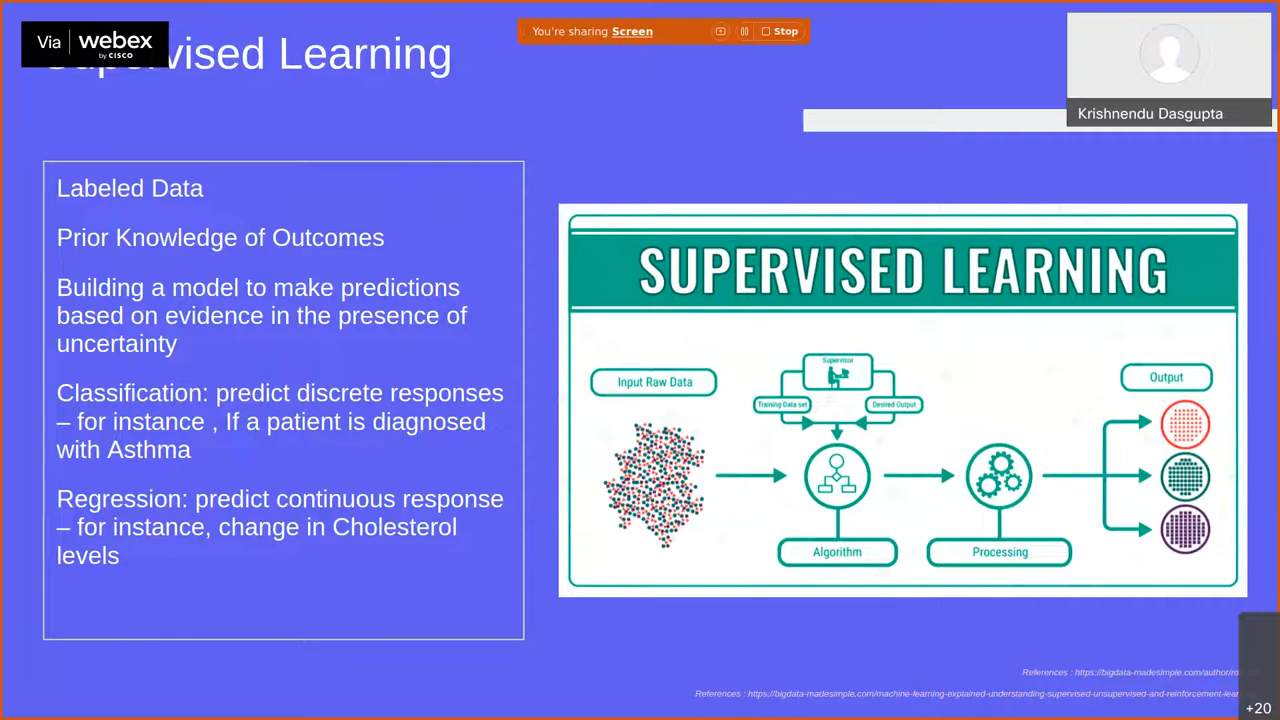 Via webex
by CISCO
You're sharing Screen
Stop
vised Learning
Krishnendu Dasgupta
Labeled Data
Prior Knowledge of Outcomes
Building a model to make predictions
based on evidence in the presence of
uncertainty
Classification: predict discrete responses
– for instance , If a patient is diagnosed
with Asthma
Regression: predict continuous response
– for instance, change in Cholesterol
levels
SUPERVISED LEARNING
Supervisor
Input Raw Data
Training Data set
Desired Output
Output
Algorithm
Processing
References : https://bigdata-madesimple.com/author/ro
References : https://bigdata-madesimple.com/machine-learning-explained-understanding-supervised-unsupervised-and-reinforcement-lear
+20